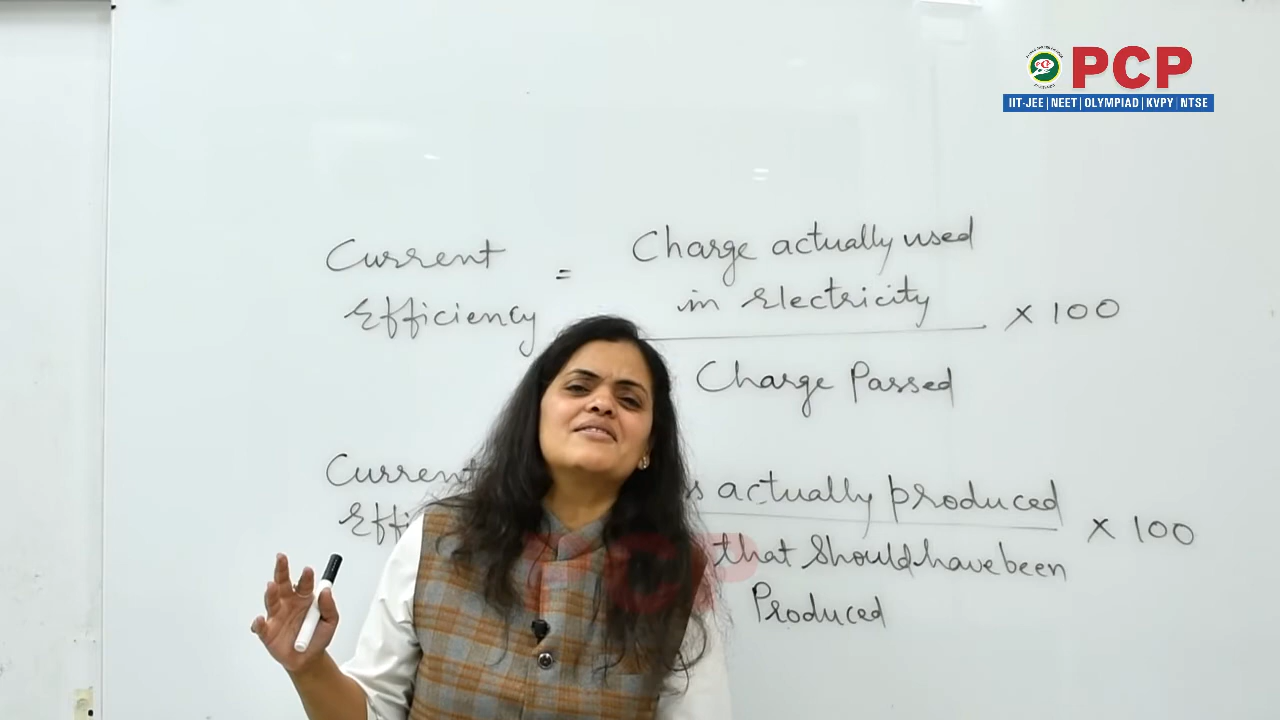 PCP
IIT-JEE | NEET | OLYMPIAD | KVPY | NTSE
Current
Efficiency
=
Charge actually used
in Electricity
× 100
Charge Passed
Current
actually produced
× 100
that should have been
Produced
PCP